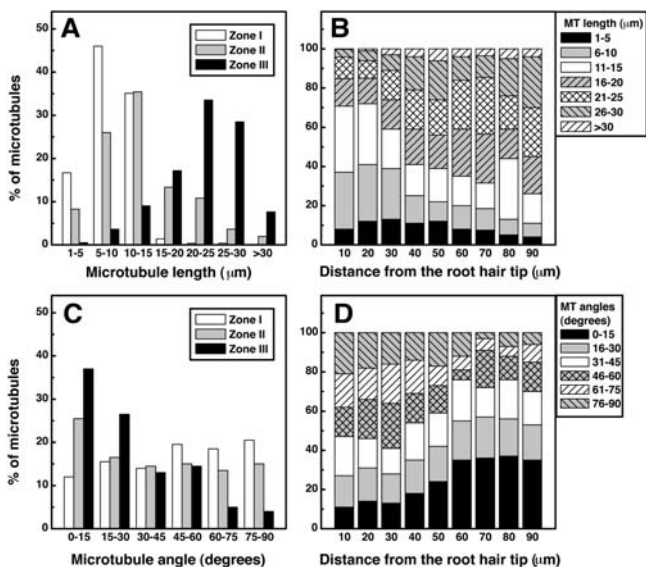 A
Zone I
Zone II
Zone III
% of microtubules
50
40
30
20
10
0
1-5 5-10 10-15 15-20 20-25 25-30 >30
Microtubule length (μm)
B
MT length (μm)
1-5
6-10
11-15
16-20
21-25
26-30
>30
100
80
60
40
20
0
10 20 30 40 50 60 70 80 90
Distance from the root hair tip (μm)
C
Zone I
Zone II
Zone III
% of microtubules
50
40
30
20
10
0
0-15 15-30 30-45 45-60 60-75 75-90
Microtubule angle (degrees)
D
MT angles
(degrees)
0-15
16-30
31-45
46-60
61-75
76-90
100
80
60
40
20
0
10 20 30 40 50 60 70 80 90
Distance from the root hair tip (μm)